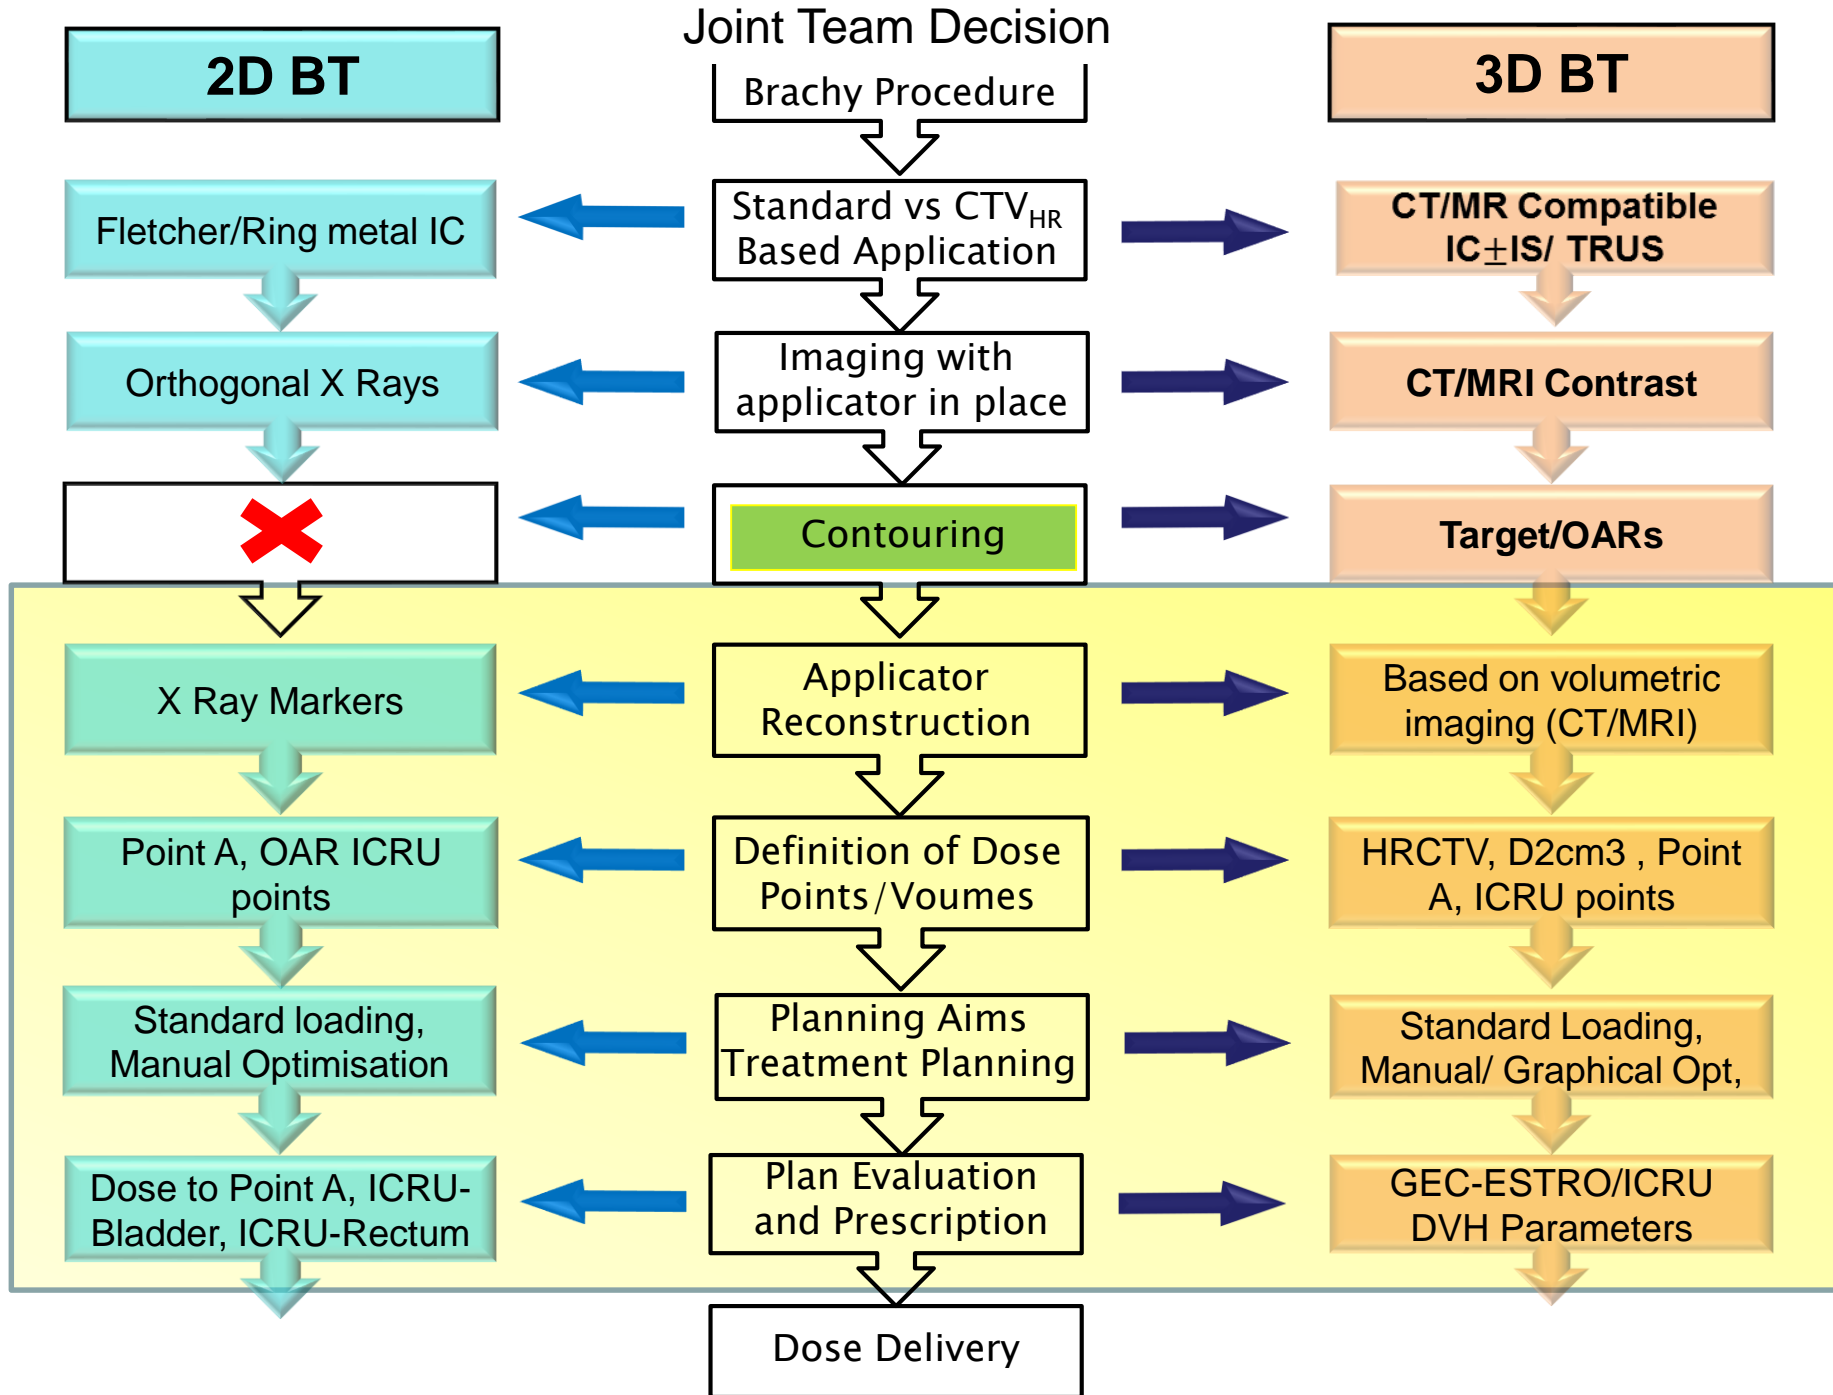 Joint Team Decision
2D BT
Brachy Procedure
3D BT
Fletcher/Ring metal IC
Standard vs CTVHR
Based Application
CT/MR Compatible
IC±IS/ TRUS
Orthogonal X Rays
Imaging with
applicator in place
CT/MRI Contrast
Contouring
Target/OARs
X Ray Markers
Applicator
Reconstruction
Based on volumetric
imaging (CT/MRI)
Point A, OAR ICRU
points
Definition of Dose
Points/Voumes
HRCTV, D2cm3 , Point
A, ICRU points
Standard loading,
Manual Optimisation
Planning Aims
Treatment Planning
Standard Loading,
Manual/ Graphical Opt,
Dose to Point A, ICRU-
Bladder, ICRU-Rectum
Plan Evaluation
and Prescription
GEC-ESTRO/ICRU
DVH Parameters
Dose Delivery